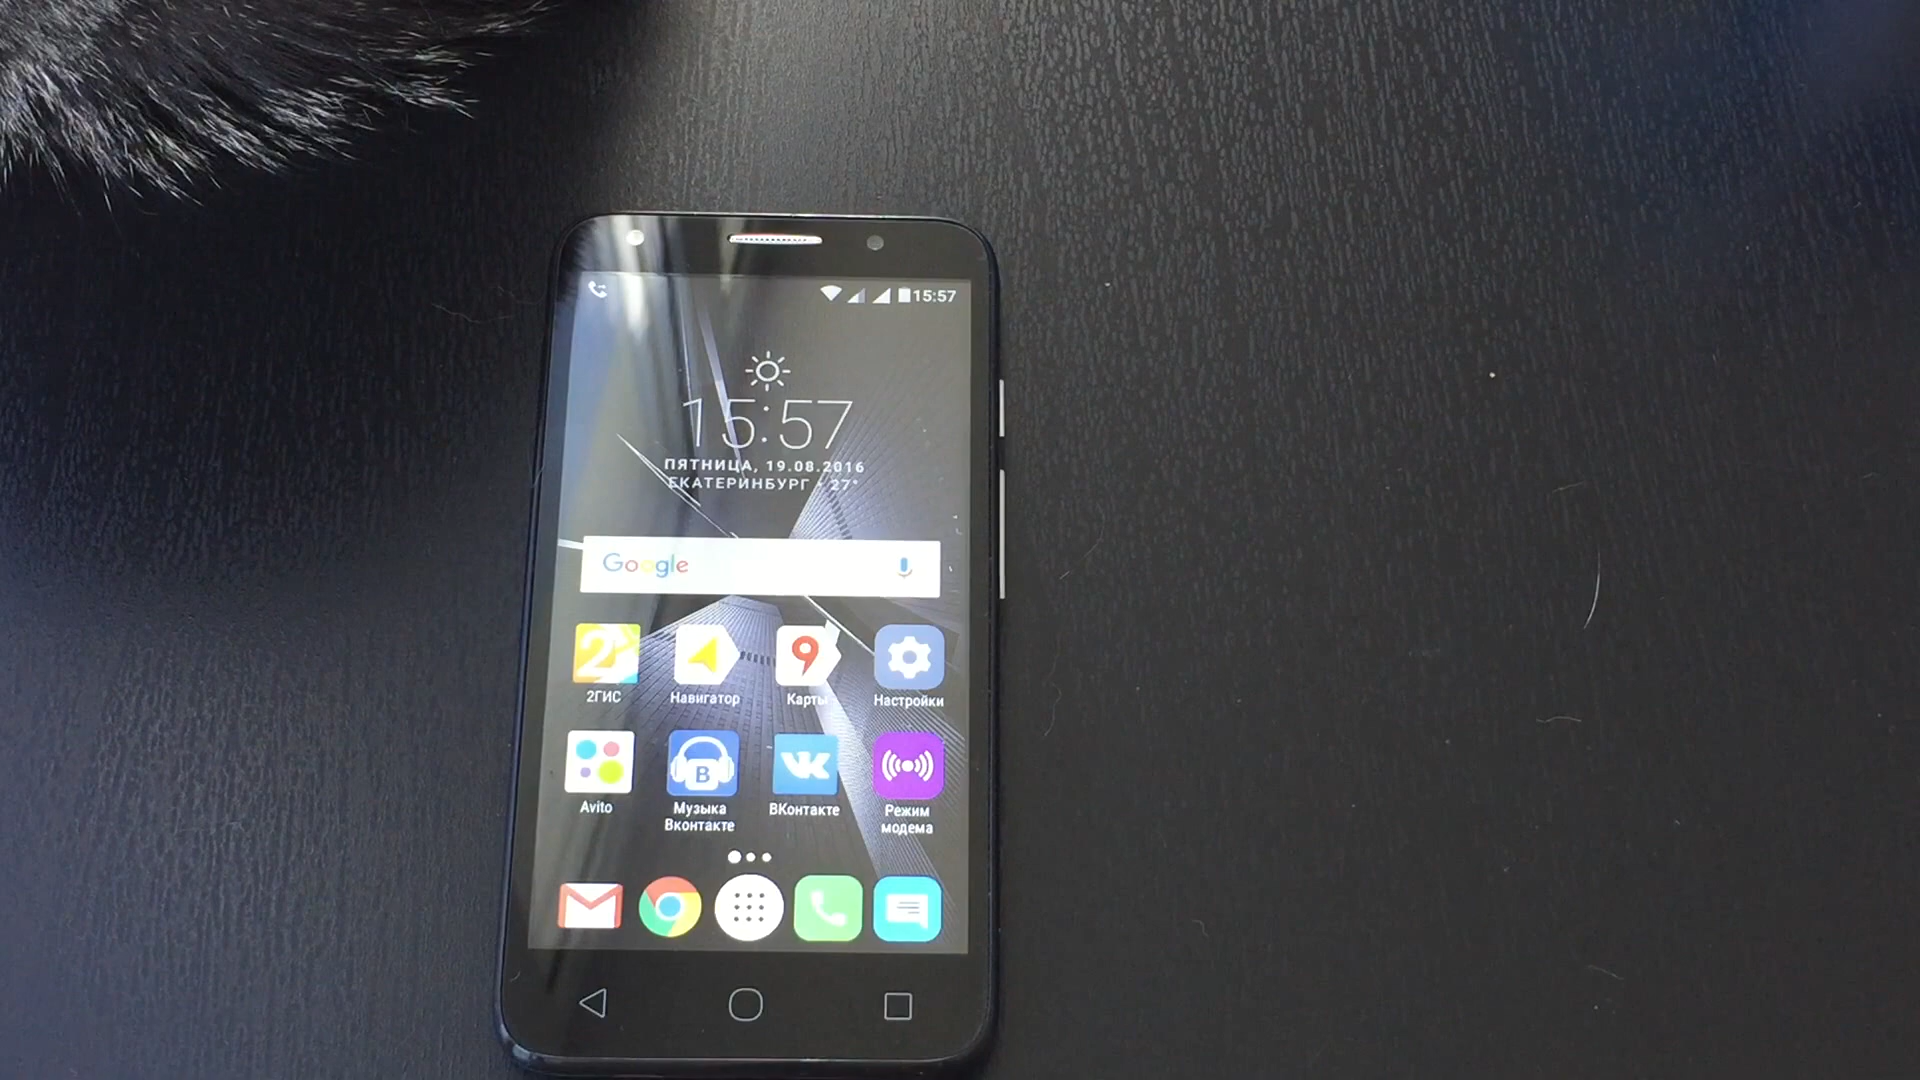 15:57
15:57
ПЯТНИЦА, 19.08.2016
ЕКАТЕРИНБУРГ • 27°
Google
2ГИС
Навигатор
Карты
Настройки
Avito
Музыка
Вконтакте
ВКонтакте
Режим
модема